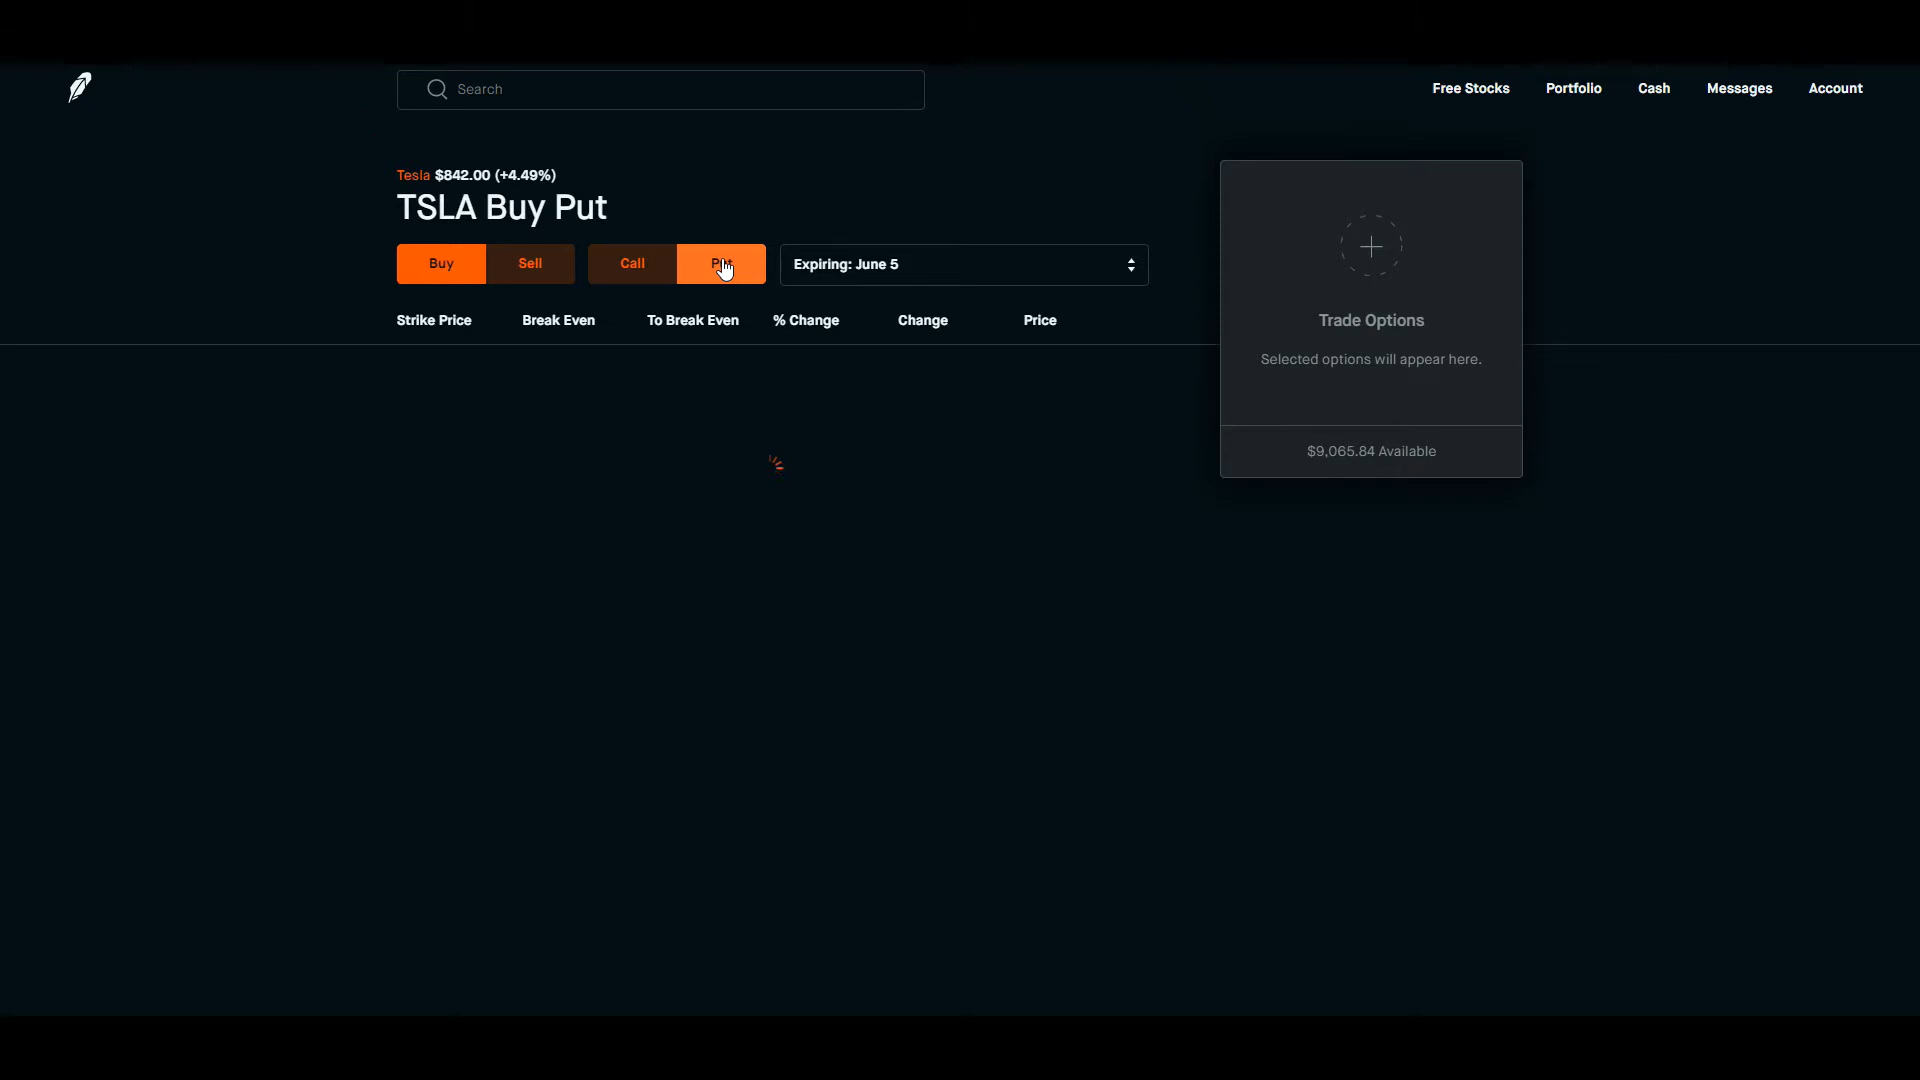 Search
Free Stocks
Portfolio
Cash
Messages
Account
Tesla $842.00 (+4.49%)
TSLA Buy Put
Buy
Sell
Call
Put
Expiring: June 5
Strike Price
Break Even
To Break Even
% Change
Change
Price
Trade Options
Selected options will appear here.
$9,065.84 Available